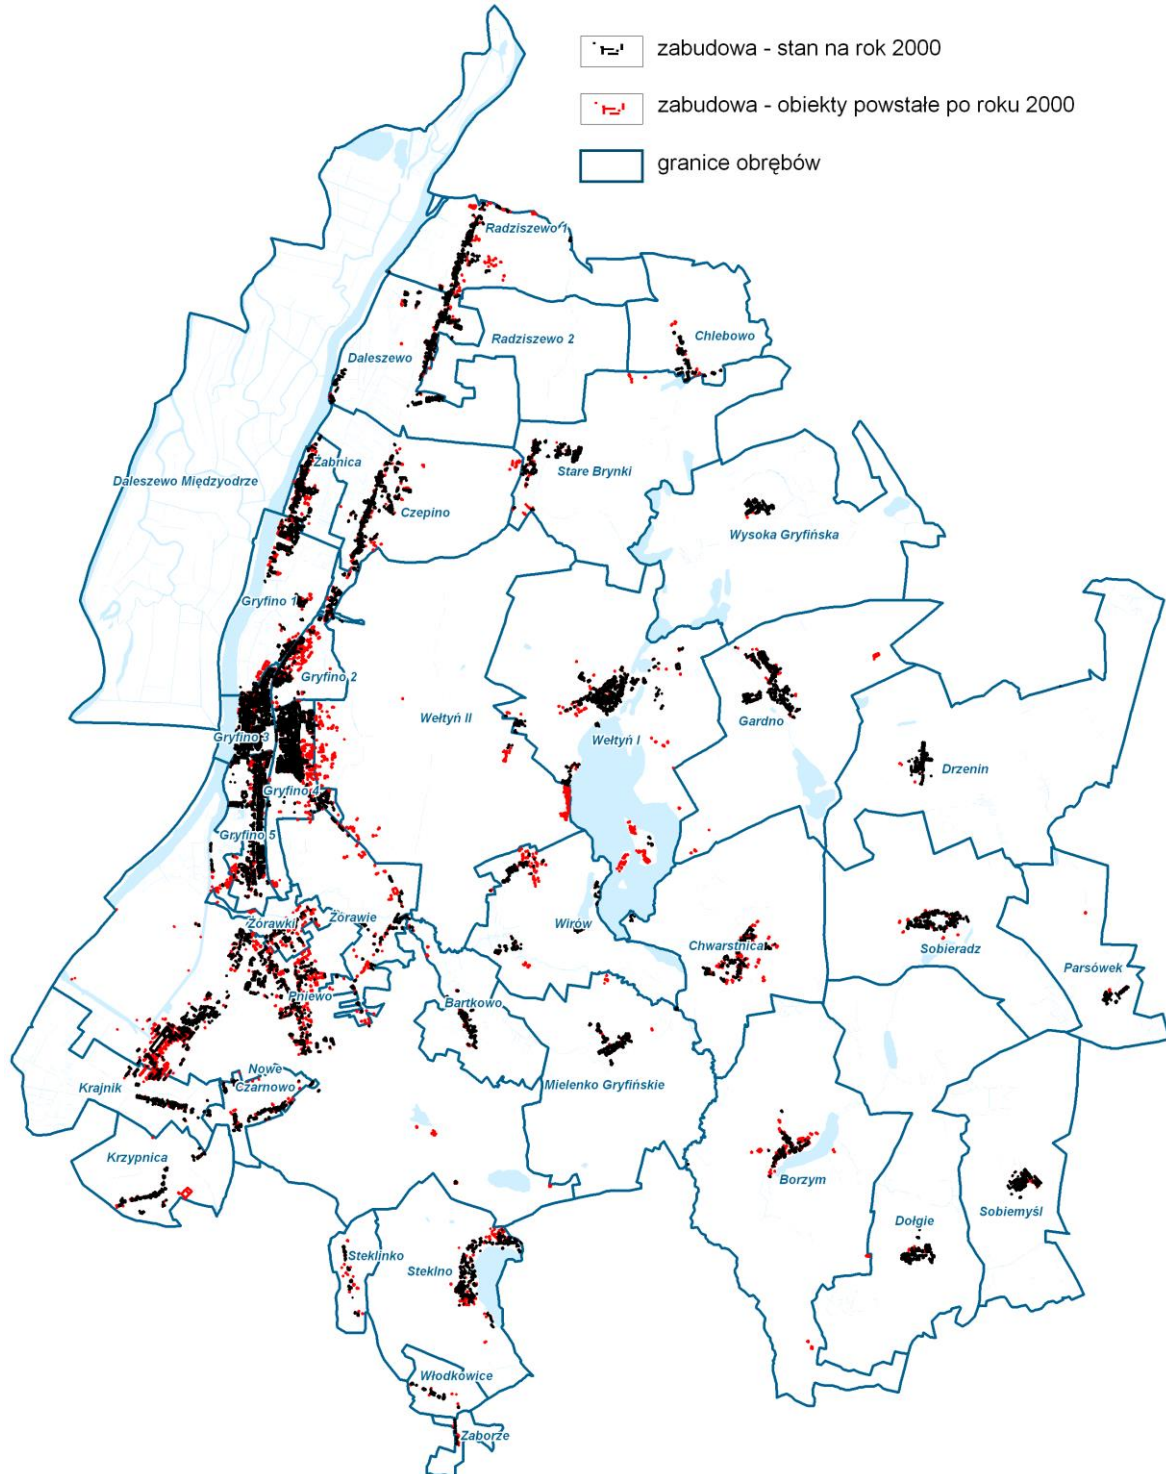 zabudowa - stan na rok 2000
zabudowa - obiekty powstałe po roku 2000
granice obrębów
Radziszewo 1
Radziszewo 2
Chlebowo
Daleszewo
Żabnica
Stare Brynki
Daleszewo Międzyodrze
Czepino
Wysoka Gryfińska
Gryfino 1
Gryfino 2
Wełtyń II
Gardno
Gryfino 3
Wełtyń I
Drzenin
Gryfino 4
Gryfino 5
Żórawki
Żórawie
Wirów
Chwarstnica
Sobieradz
Parsówek
Pniewo
Bartkowo
Nowe
Czarnowo
Krajnik
Mielenko Gryfińskie
Krzypnica
Borzym
Sobiemyśl
Dołgie
Steklinko
Steklno
Włodkowice
Zaborze